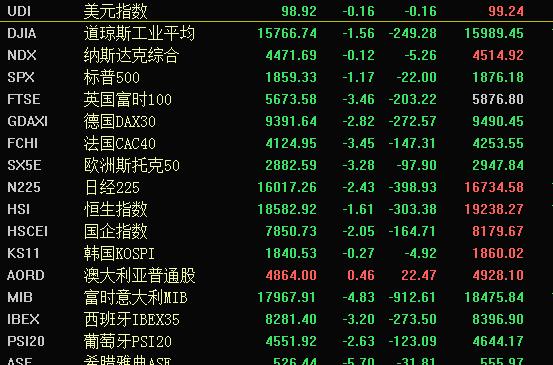 UDI 美元指数 98.92 -0.16 -0.16 99.24
DJIA 道琼斯工业平均 15766.74 -1.56 -249.28 15989.45
NDX 纳斯达克综合 4471.69 -0.12 -5.26 4514.92
SPX 标普500 1859.33 -1.17 -22.00 1876.18
FTSE 英国富时100 5673.58 -3.46 -203.22 5876.80
GDAXI 德国DAX30 9391.64 -2.82 -272.57 9490.45
FCHI 法国CAC40 4124.95 -3.45 -147.31 4253.55
SX5E 欧洲斯托克50 2882.59 -3.28 -97.90 2947.84
N225 日经225 16017.26 -2.43 -398.93 16734.58
HSI 恒生指数 18582.92 -1.61 -303.38 19238.27
HSCEI 国企指数 7850.73 -2.05 -164.71 8179.67
KS11 韩国KOSPI 1840.53 -0.27 -4.92 1860.02
AORD 澳大利亚普通股 4864.00 0.46 22.47 4928.10
MIB 富时意大利MIB 17967.91 -4.83 -912.61 18475.84
IBEX 西班牙IBEX35 8281.40 -3.20 -273.50 8396.90
PSI20 葡萄牙PSI20 4551.92 -2.63 -123.09 4644.17
ASE 希腊雅典ASE 526.44 -5.70 -31.81 555.97